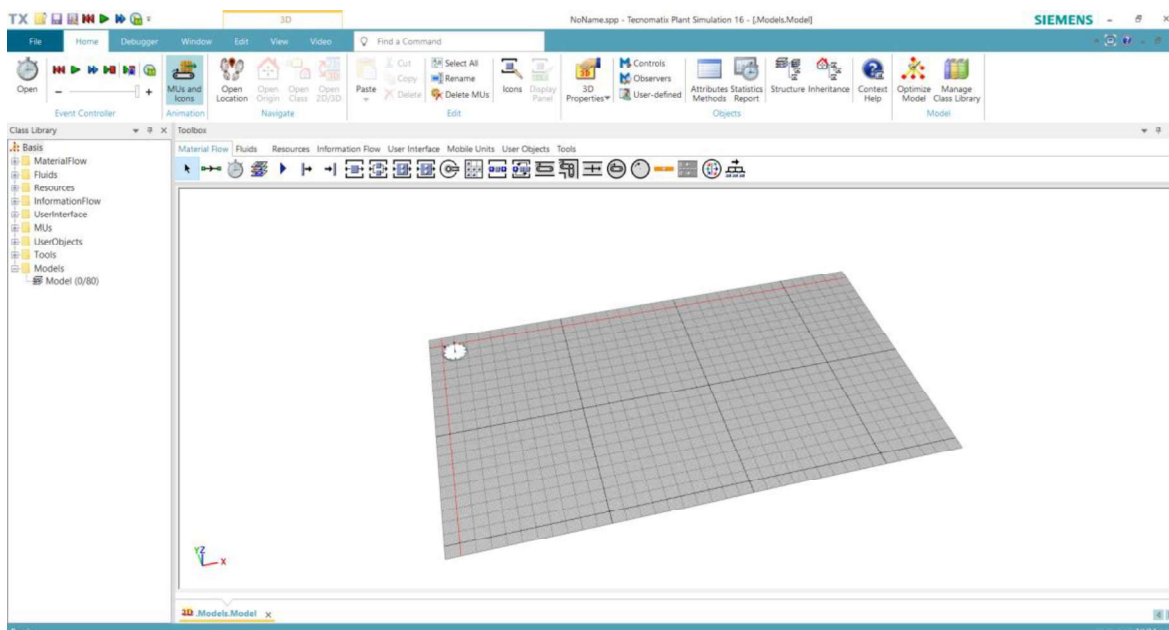 TX
3D
NoName.spp - Tecnomatix Plant Simulation 16 - [.Models.Model]
SIEMENS
File Home Debugger Window Edit View Video Find a Command
Open
MUs and Icons
Open Location
Open Origin
Open Class
Open 2D/3D
Paste
Cut
Copy
Delete
Select All
Rename
Delete MUs
Icons
Display Panel
3D Properties
Controls
Observers
User-defined
Attributes Methods
Statistics Report
Structure
Inheritance
Context Help
Optimize Model
Manage Class Library
Event Controller Animation Navigate Edit Objects Model
Class Library
Toolbox
Basis
MaterialFlow
Fluids
Resources
InformationFlow
UserInterface
MUs
UserObjects
Tools
Models
Model (0/80)
Material Flow Fluids Resources Information Flow User Interface Mobile Units User Objects Tools
YZ
X
3D .Models.Model